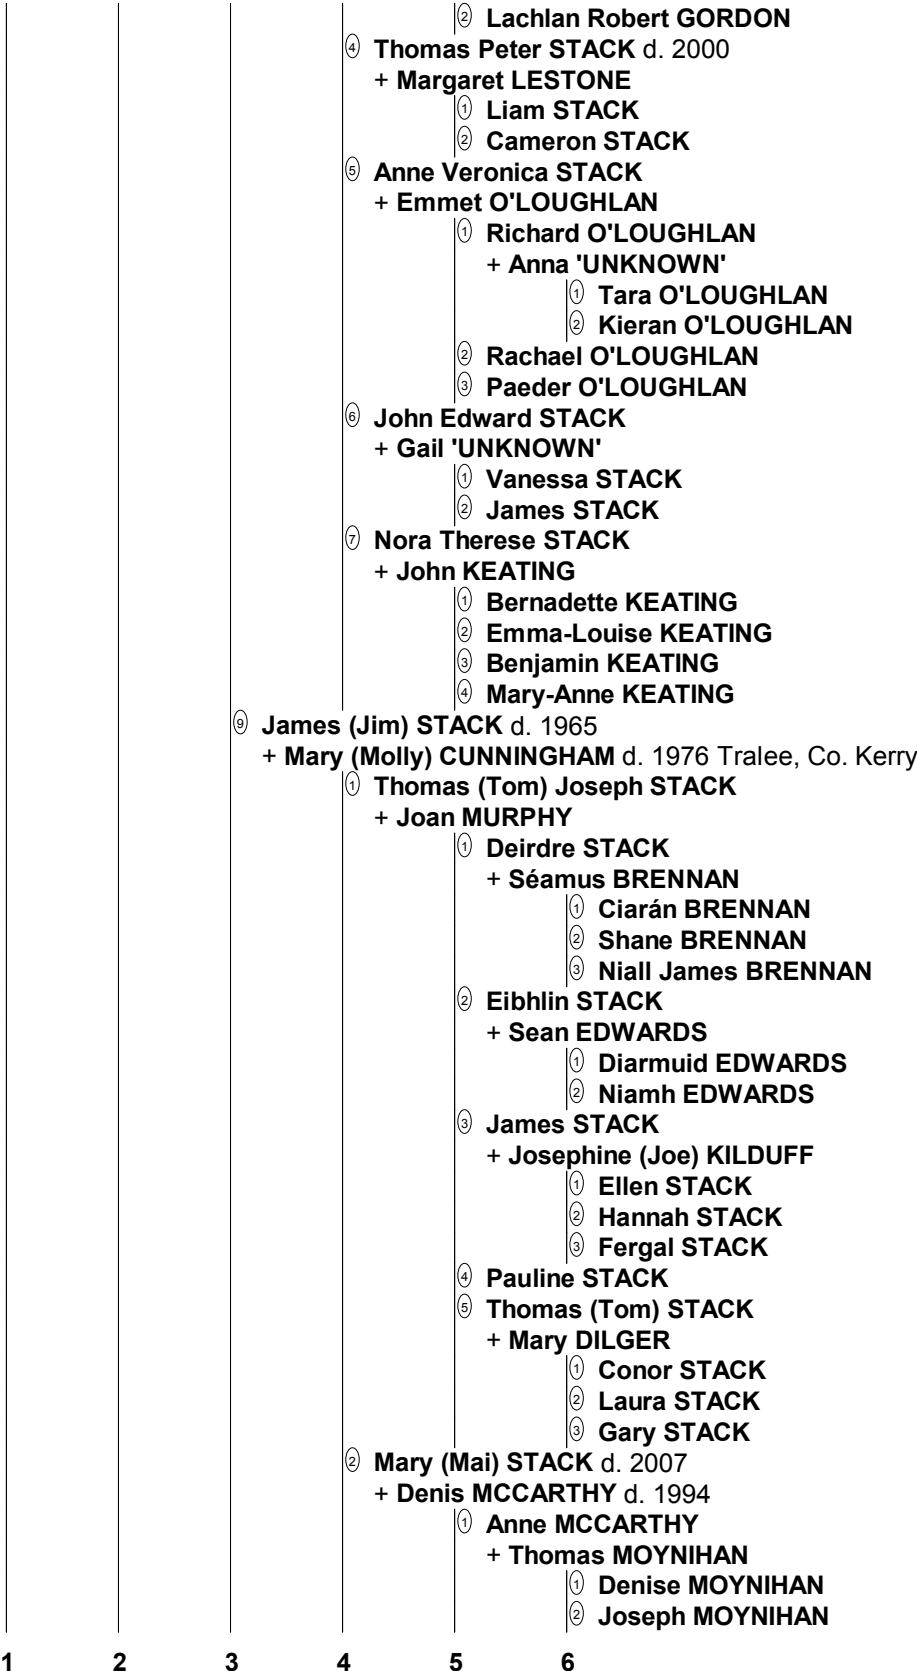 ② Lachlan Robert GORDON
④ Thomas Peter STACK d. 2000
+ Margaret LESTONE
① Liam STACK
② Cameron STACK
⑤ Anne Veronica STACK
+ Emmet O'LOUGHLAN
① Richard O'LOUGHLAN
+ Anna 'UNKNOWN'
① Tara O'LOUGHLAN
② Kieran O'LOUGHLAN
② Rachael O'LOUGHLAN
③ Paeder O'LOUGHLAN
⑥ John Edward STACK
+ Gail 'UNKNOWN'
① Vanessa STACK
② James STACK
⑦ Nora Therese STACK
+ John KEATING
① Bernadette KEATING
② Emma-Louise KEATING
③ Benjamin KEATING
④ Mary-Anne KEATING
⑨ James (Jim) STACK d. 1965
+ Mary (Molly) CUNNINGHAM d. 1976 Tralee, Co. Kerry
① Thomas (Tom) Joseph STACK
+ Joan MURPHY
① Deirdre STACK
+ Séamus BRENNAN
① Ciarán BRENNAN
② Shane BRENNAN
③ Niall James BRENNAN
② Eibhlin STACK
+ Sean EDWARDS
① Diarmuid EDWARDS
② Niamh EDWARDS
③ James STACK
+ Josephine (Joe) KILDUFF
① Ellen STACK
② Hannah STACK
③ Fergal STACK
④ Pauline STACK
⑤ Thomas (Tom) STACK
+ Mary DILGER
① Conor STACK
② Laura STACK
③ Gary STACK
② Mary (Mai) STACK d. 2007
+ Denis MCCARTHY d. 1994
① Anne MCCARTHY
+ Thomas MOYNIHAN
① Denise MOYNIHAN
② Joseph MOYNIHAN
1 2 3 4 5 6